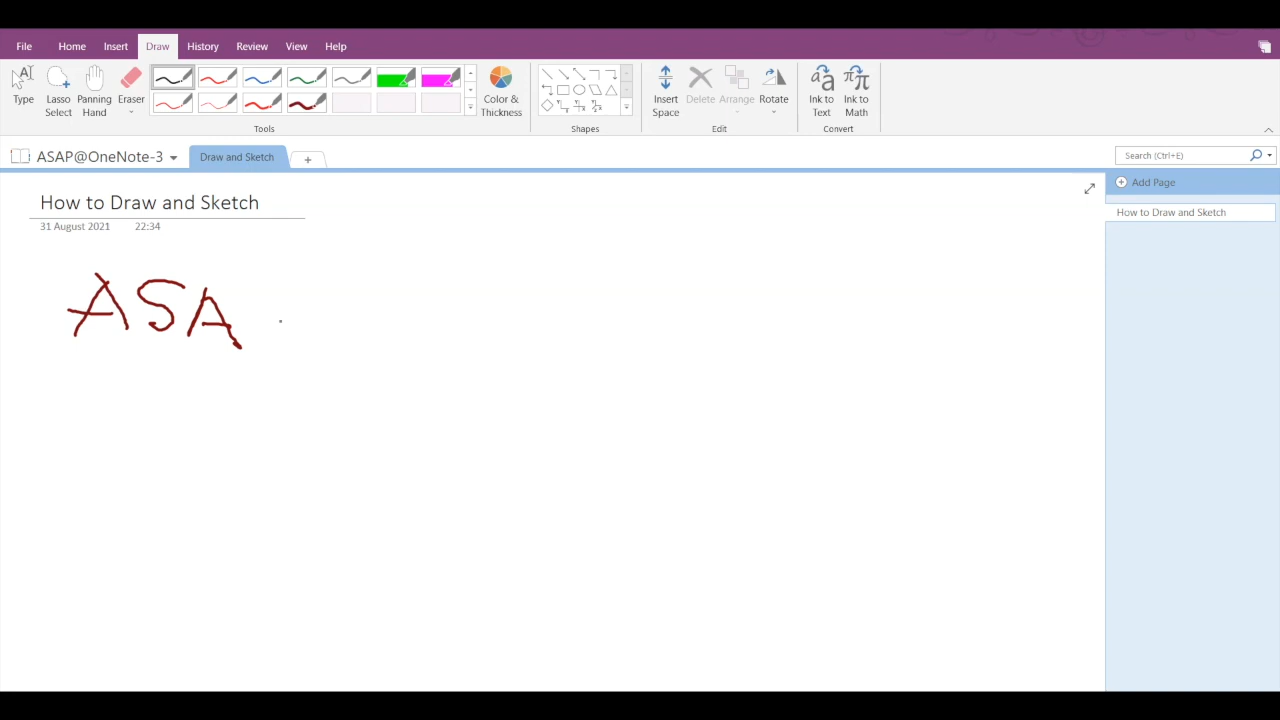 File Home Insert Draw History Review View Help
Type Lasso Select Panning Hand Eraser Color & Thickness Insert Space Delete Arrange Rotate Ink to Text Ink to Math
Tools Shapes Edit Convert
ASAP@OneNote-3 Draw and Sketch + Search (Ctrl+E)
Add Page
How to Draw and Sketch
How to Draw and Sketch
31 August 2021 22:34
ASA